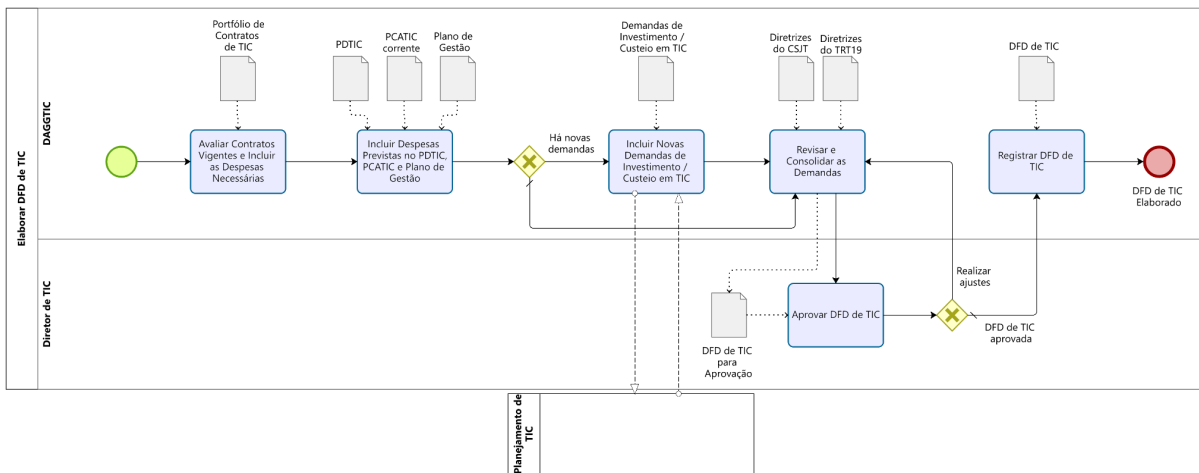 Elaborar DFD de TIC
DAGGTIC
Diretor de TIC
Portfólio de
Contratos
de TIC
PDTIC
PCATIC
corrente
Plano de
Gestão
Demandas de
Investimento /
Custeio em TIC
Diretrizes
do CSJT
Diretrizes
do TRT19
DFD de TIC
Avaliar Contratos
Vigentes e Incluir
as Despesas
Necessárias
Incluir Despesas
Previstas no PDTIC,
PCATIC e Plano de
Gestão
Há novas
demandas
Incluir Novas
Demandas de
Investimento /
Custeio em TIC
Revisar e
Consolidar as
Demandas
Registrar DFD de
TIC
DFD de TIC
Elaborado
DFD de TIC
para
Aprovação
Aprovar DFD de TIC
Realizar
ajustes
DFD de TIC
aprovada
Planejamento de
TIC